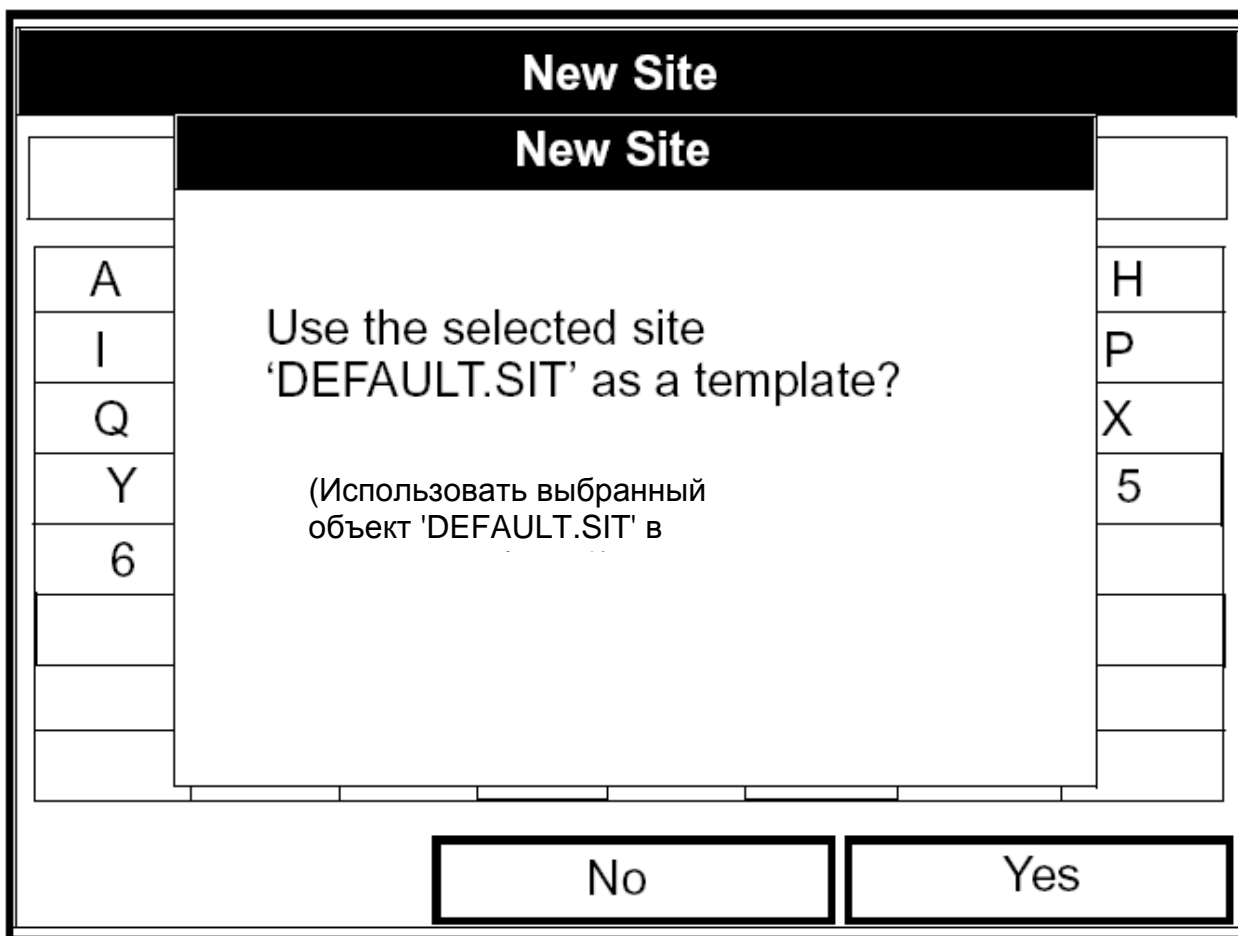 New Site
New Site
A
H
Use the selected site
I
P
‘DEFAULT.SIT’ as a template?
Q
X
Y
(Использовать выбранный
5
объект 'DEFAULT.SIT' в
6
No
Yes